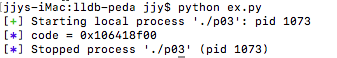 jjys-iMac:lldb-peda jjy$ python ex.py
[+] Starting local process './p03': pid 1073
[*] code = 0x106418f00
[*] Stopped process './p03' (pid 1073)